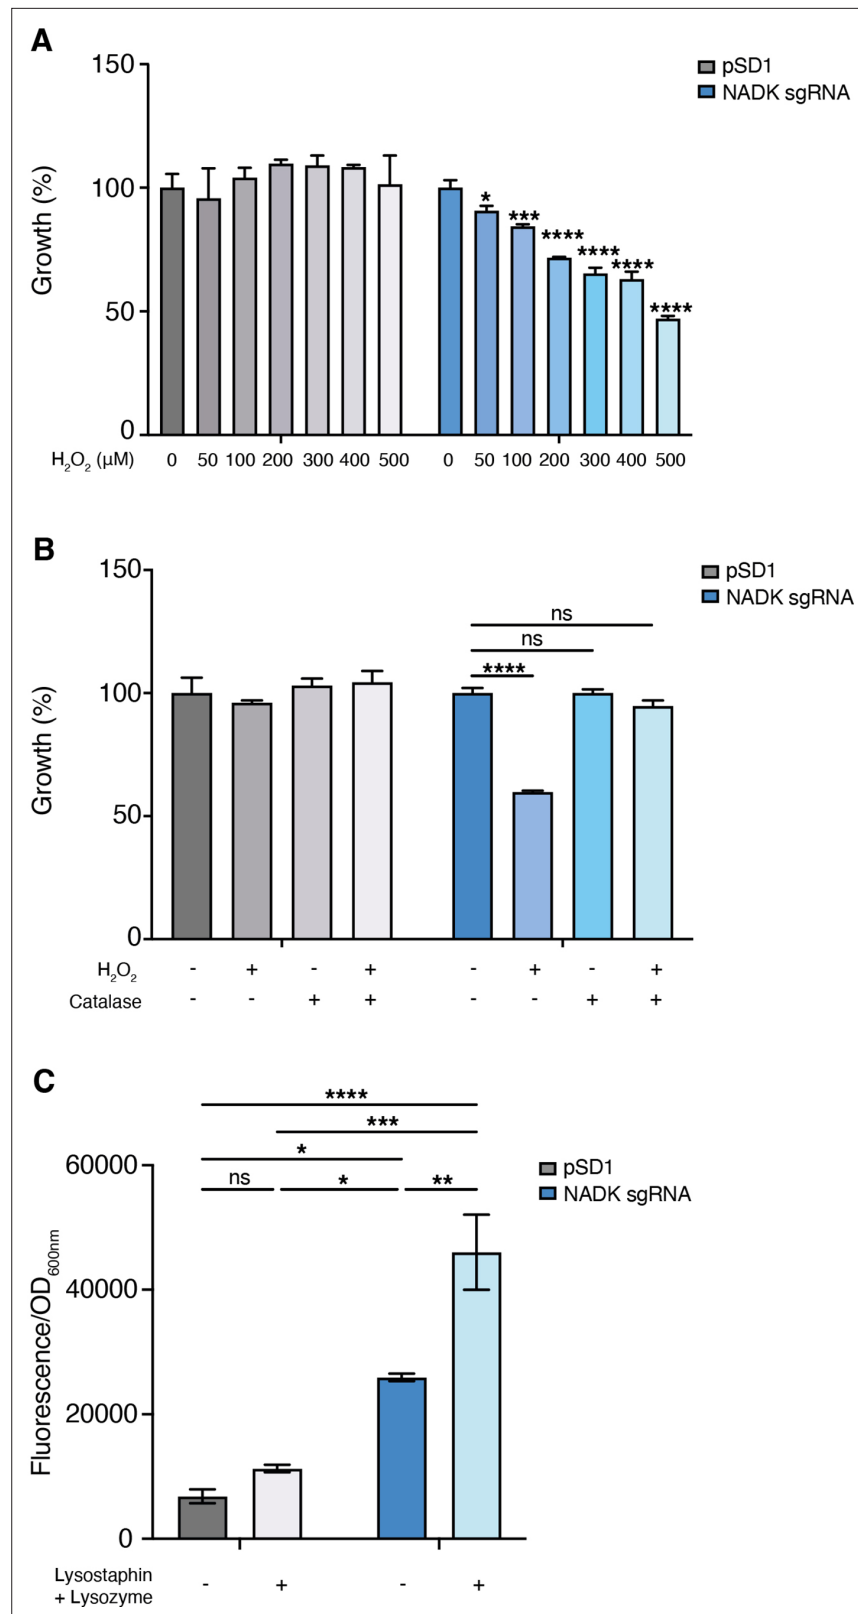 A
150
100
50
0
Growth (%)
pSD1
NADK sgRNA
*
***
****
****
****
****
H₂O₂ (µM) 0 50 100 200 300 400 500 0 50 100 200 300 400 500
B
150
100
50
0
Growth (%)
pSD1
NADK sgRNA
ns
ns
****
H₂O₂ - + - + - + - +
Catalase - - + + - - + +
C
****
***
*
ns * **
60000
40000
20000
0
Fluorescence/OD₆₀₀nm
pSD1
NADK sgRNA
Lysostaphin
+ Lysozyme - + - +